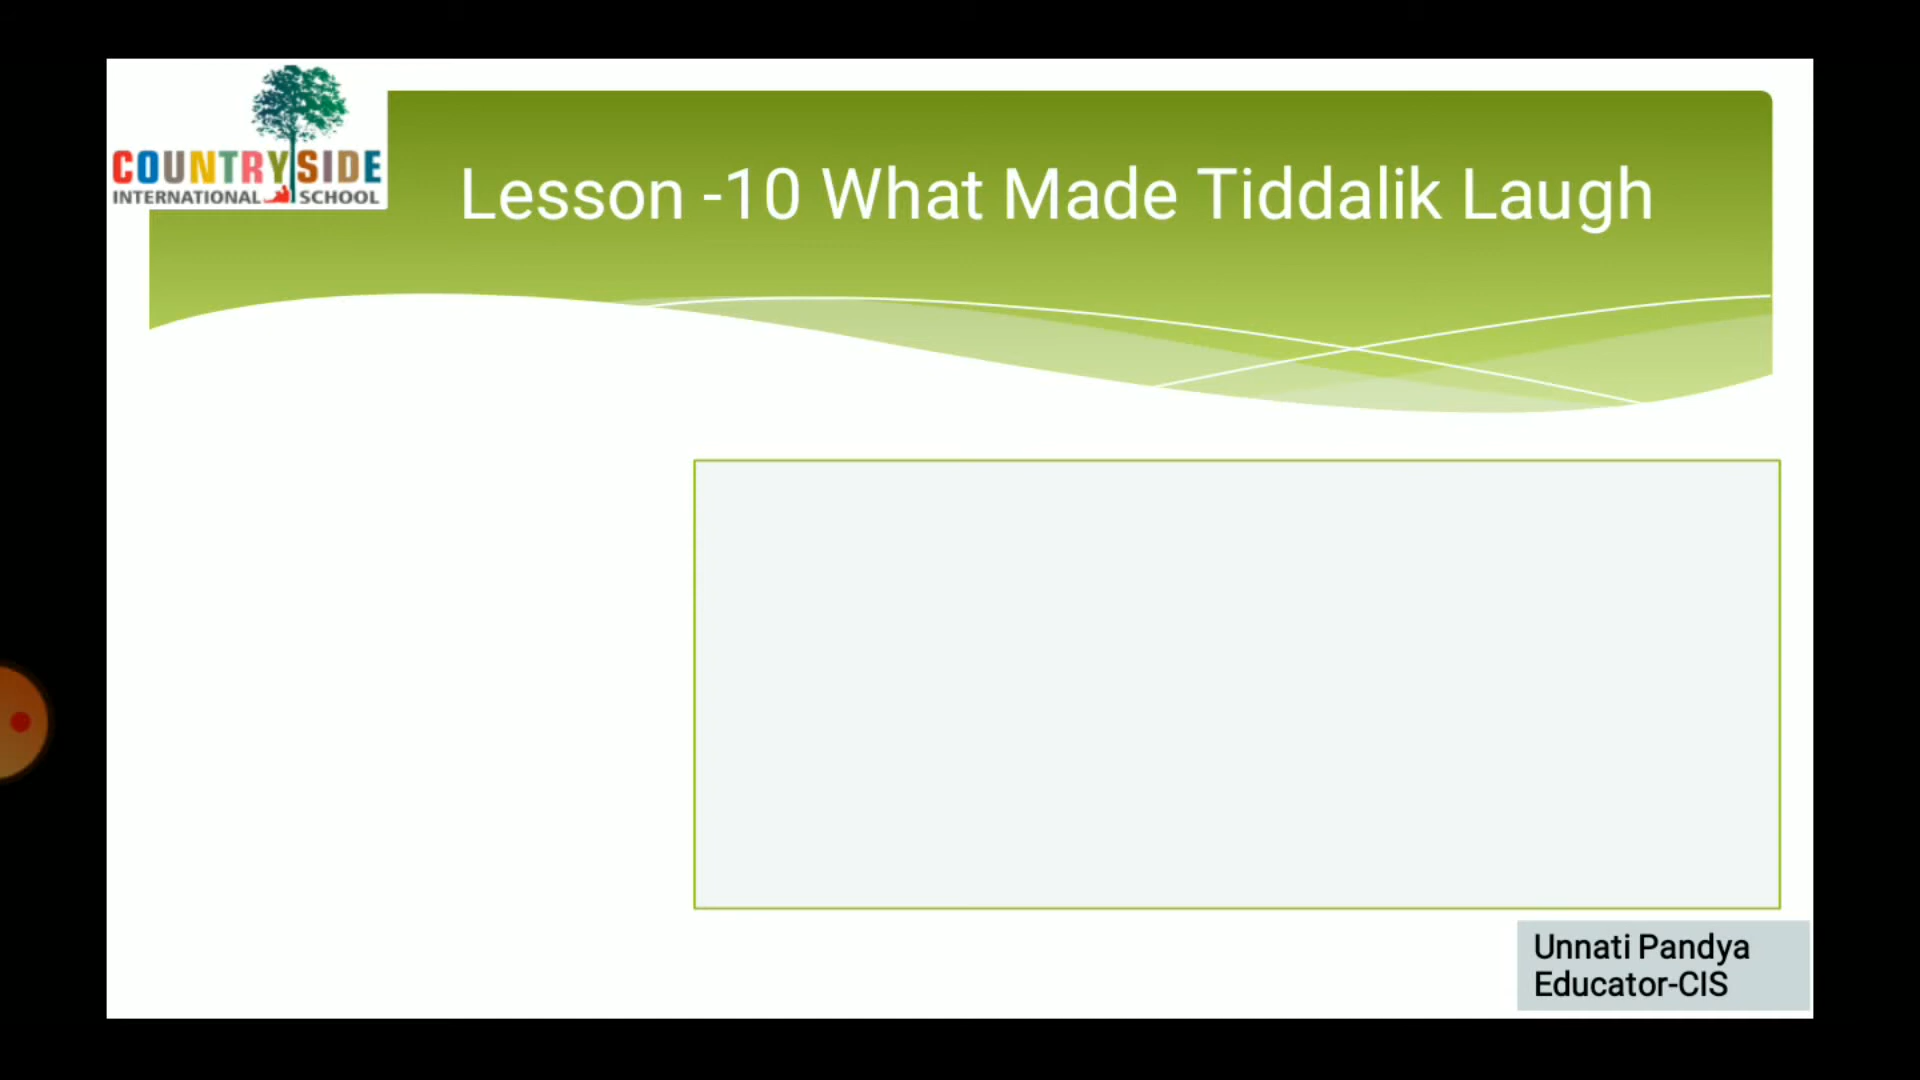 COUNTRYSIDE
INTERNATIONAL SCHOOL
Lesson -10 What Made Tiddalik Laugh
Unnati Pandya
Educator-CIS